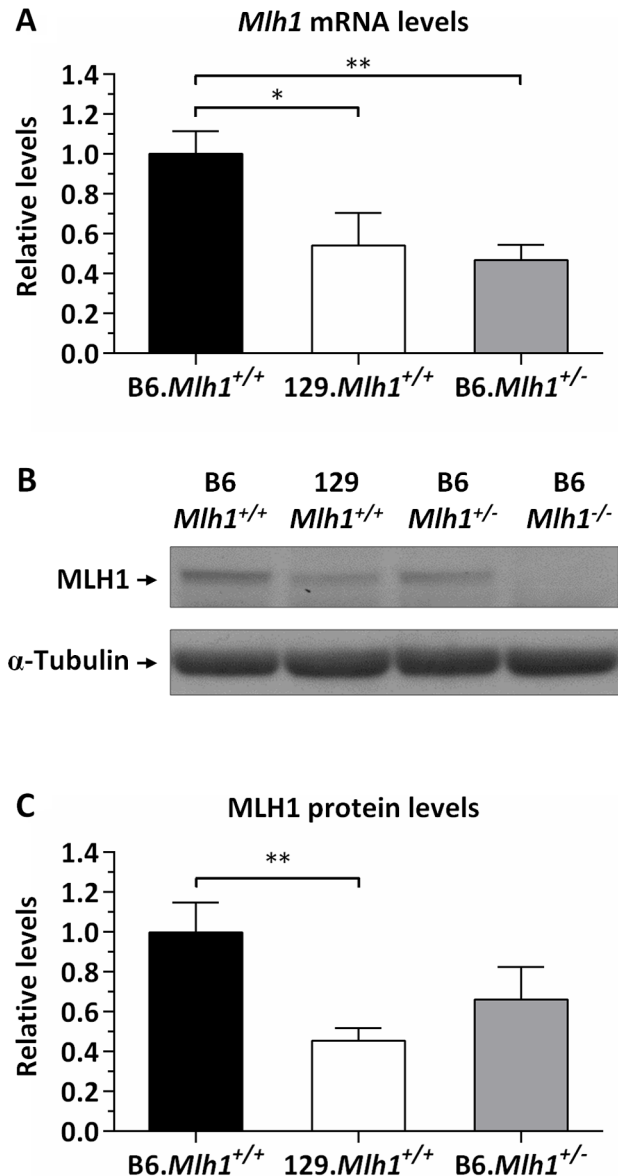 A
Mlh1 mRNA levels
Relative levels
1.4
1.2
1.0
0.8
0.6
0.4
0.2
0.0
**
*
B6.Mlh1+/+ 129.Mlh1+/+ B6.Mlh1+/-
B
B6 129 B6 B6
Mlh1+/+ Mlh1+/+ Mlh1+/- Mlh1-/-
MLH1
α-Tubulin
C
MLH1 protein levels
Relative levels
1.4
1.2
1.0
0.8
0.6
0.4
0.2
0.0
**
B6.Mlh1+/+ 129.Mlh1+/+ B6.Mlh1+/-